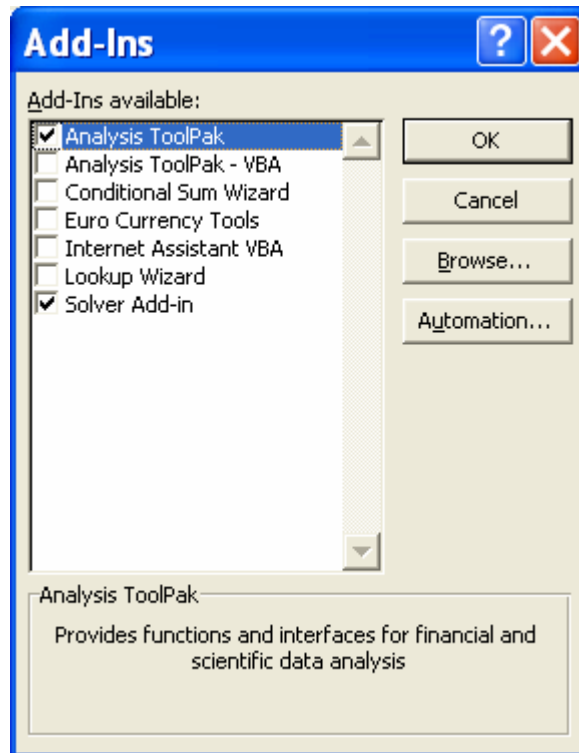 Add-Ins
?
Add-Ins available:
Analysis ToolPak
Analysis ToolPak - VBA
Conditional Sum Wizard
Euro Currency Tools
Internet Assistant VBA
Lookup Wizard
Solver Add-in
OK
Cancel
Browse...
Automation...
Analysis ToolPak
Provides functions and interfaces for financial and
scientific data analysis